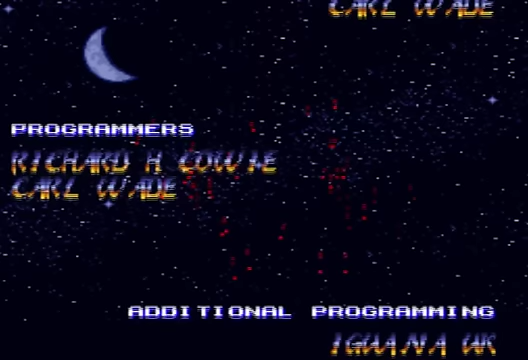 CARL WADE
PROGRAMMERS
RICHARD H COWIE
CARL WADE
ADDITIONAL PROGRAMMING
IGUANA UK